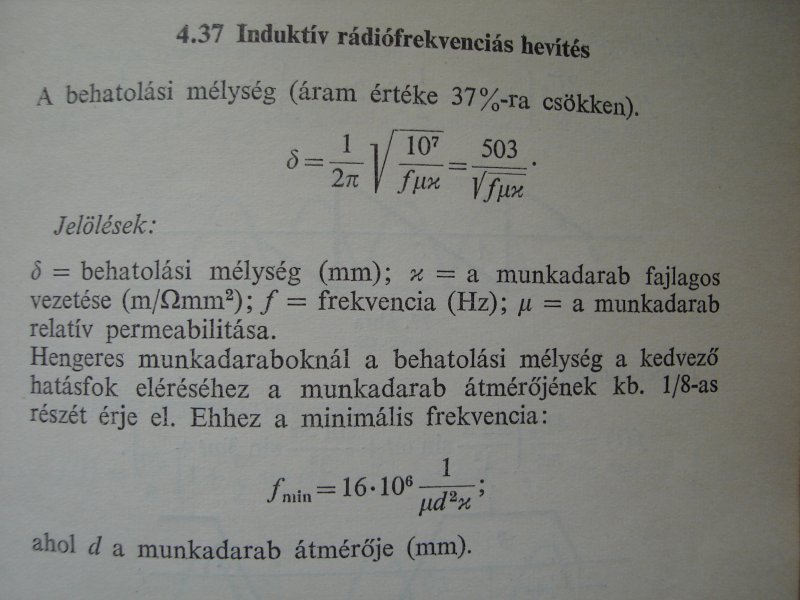 4.37 Induktív rádiófrekvenciás hevítés
A behatolási mélység (áram értéke 37%-ra csökken).
δ = 1/2π √(10⁷/fμϰ) = 503/√fμϰ.
Jelölések:
δ = behatolási mélység (mm); ϰ = a munkadarab fajlagos
vezetése (m/Ωmm²); f = frekvencia (Hz); μ = a munkadarab
relatív permeabilitása.
Hengeres munkadaraboknál a behatolási mélység a kedvező
hatásfok eléréséhez a munkadarab átmérőjének kb. 1/8-as
részét érje el. Ehhez a minimális frekvencia:
f_min = 16·10⁶ 1/μd²ϰ;
ahol d a munkadarab átmérője (mm).